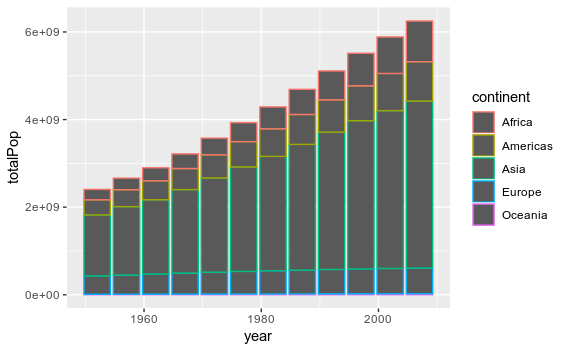 6e+09
4e+09
2e+09
0e+00
totalPop
1960
1980
2000
year
continent
Africa
Americas
Asia
Europe
Oceania